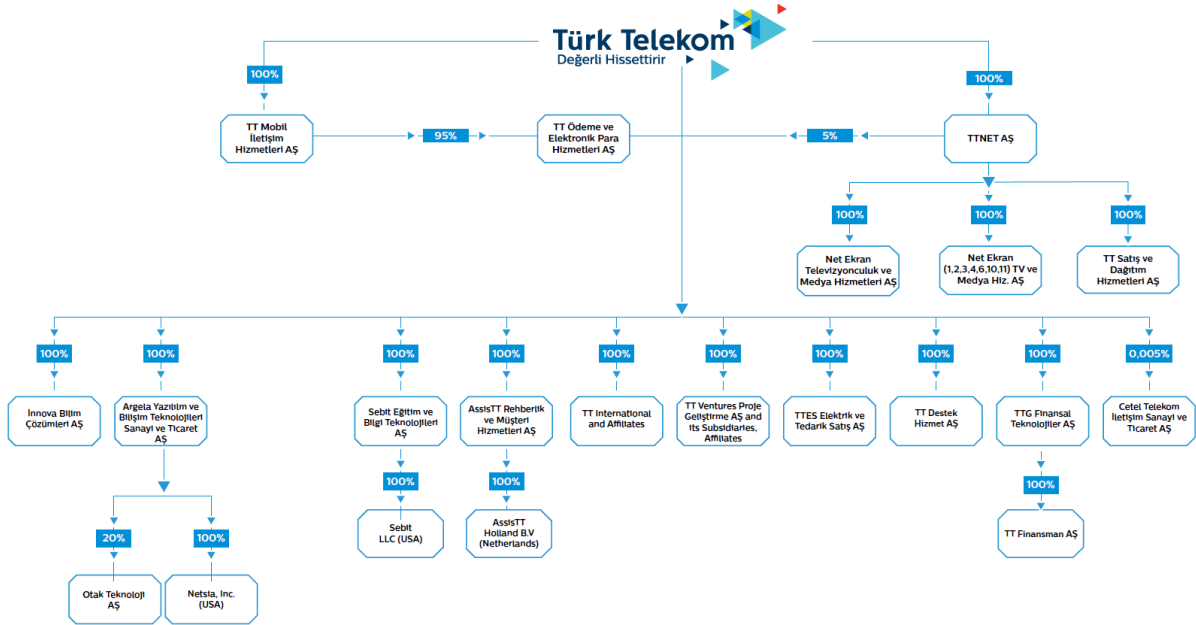 Türk Telekom
Değerli Hissettirir
100%
100%
TT Mobil
İletişim
Hizmetleri AŞ
95%
TT Ödeme ve
Elektronik Para
Hizmetleri AŞ
5%
TTNET AŞ
100%
100%
100%
Net Ekran
Televizyonculuk ve
Medya Hizmetleri AŞ
Net Ekran
(1,2,3,4,6,10,11) TV ve
Medya Hiz. AŞ
TT Satış ve
Dağıtım
Hizmetleri AŞ
100%
100%
100%
100%
100%
100%
100%
100%
100%
0,005%
İnnova Bilim
Çözümleri AŞ
Argela Yazılım ve
Bilişim Teknolojileri
Sanayi ve Ticaret
AŞ
Sebit Eğitim ve
Bilgi Teknolojileri
AŞ
AssisTT Rehberlik
ve Müşteri
Hizmetleri AŞ
TT International
and Affiliates
TT Ventures Proje
Geliştirme AŞ and
its Subsidiaries,
Affiliates
TTES Elektrik ve
Tedarik Satış AŞ
TT Destek
Hizmet AŞ
TTG Finansal
Teknolojiler AŞ
Cetel Telekom
İletişim Sanayi ve
Ticaret AŞ
100%
100%
100%
Sebit
LLC (USA)
AssisTT
Holland B.V
(Netherlands)
TT Finansman AŞ
20%
100%
Otak Teknoloji
AŞ
Netsia, Inc.
(USA)